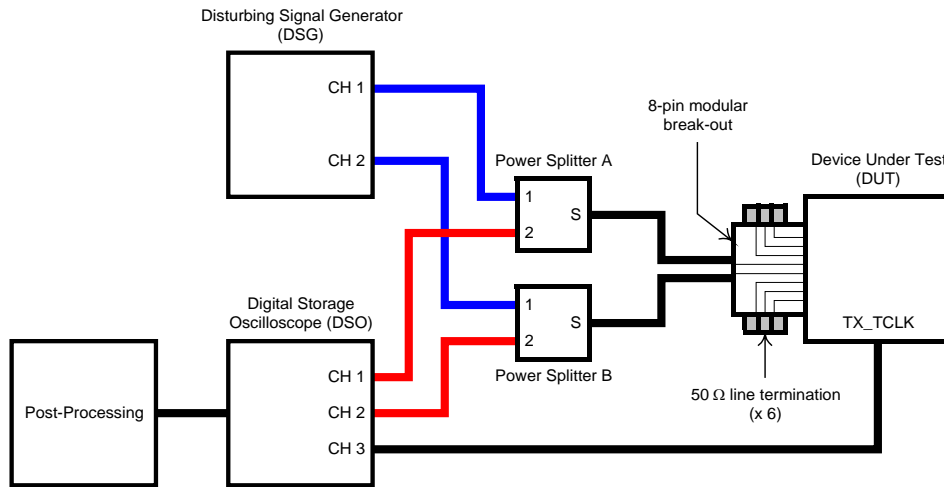 Disturbing Signal Generator
(DSG)
CH 1
CH 2
8-pin modular
break-out
Power Splitter A
1
2
S
Device Under Test
(DUT)
TX_TCLK
Digital Storage
Oscilloscope (DSO)
CH 1
CH 2
CH 3
1
2
S
Power Splitter B
Post-Processing
50 Ω line termination
(x 6)